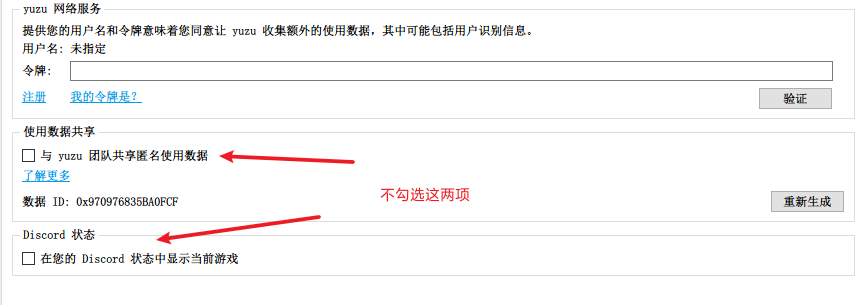 yuzu 网络服务
提供您的用户名和令牌意味着您同意让 yuzu 收集额外的使用数据，其中可能包括用户识别信息。
用户名: 未指定
令牌:
注册 我的令牌是?
验证
使用数据共享
与 yuzu 团队共享匿名使用数据
了解更多
不勾选这两项
数据 ID: 0x970976835BA0FCF
重新生成
Discord 状态
在您的 Discord 状态中显示当前游戏